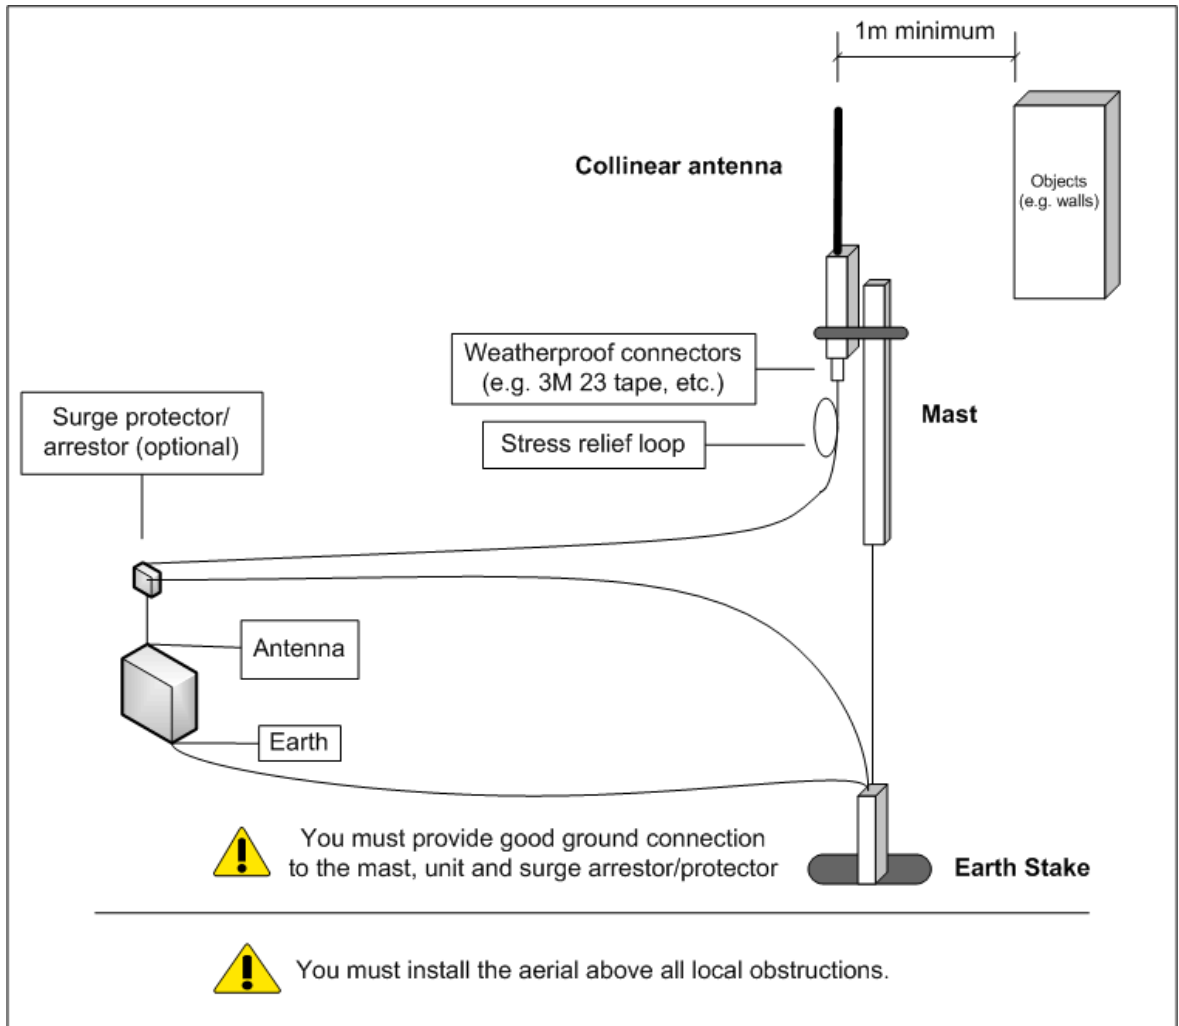 1m minimum
Collinear antenna
Objects
(e.g. walls)
Weatherproof connectors
(e.g. 3M 23 tape, etc.)
Mast
Surge protector/
arrestor (optional)
Stress relief loop
Antenna
Earth
You must provide good ground connection
to the mast, unit and surge arrestor/protector
Earth Stake
You must install the aerial above all local obstructions.